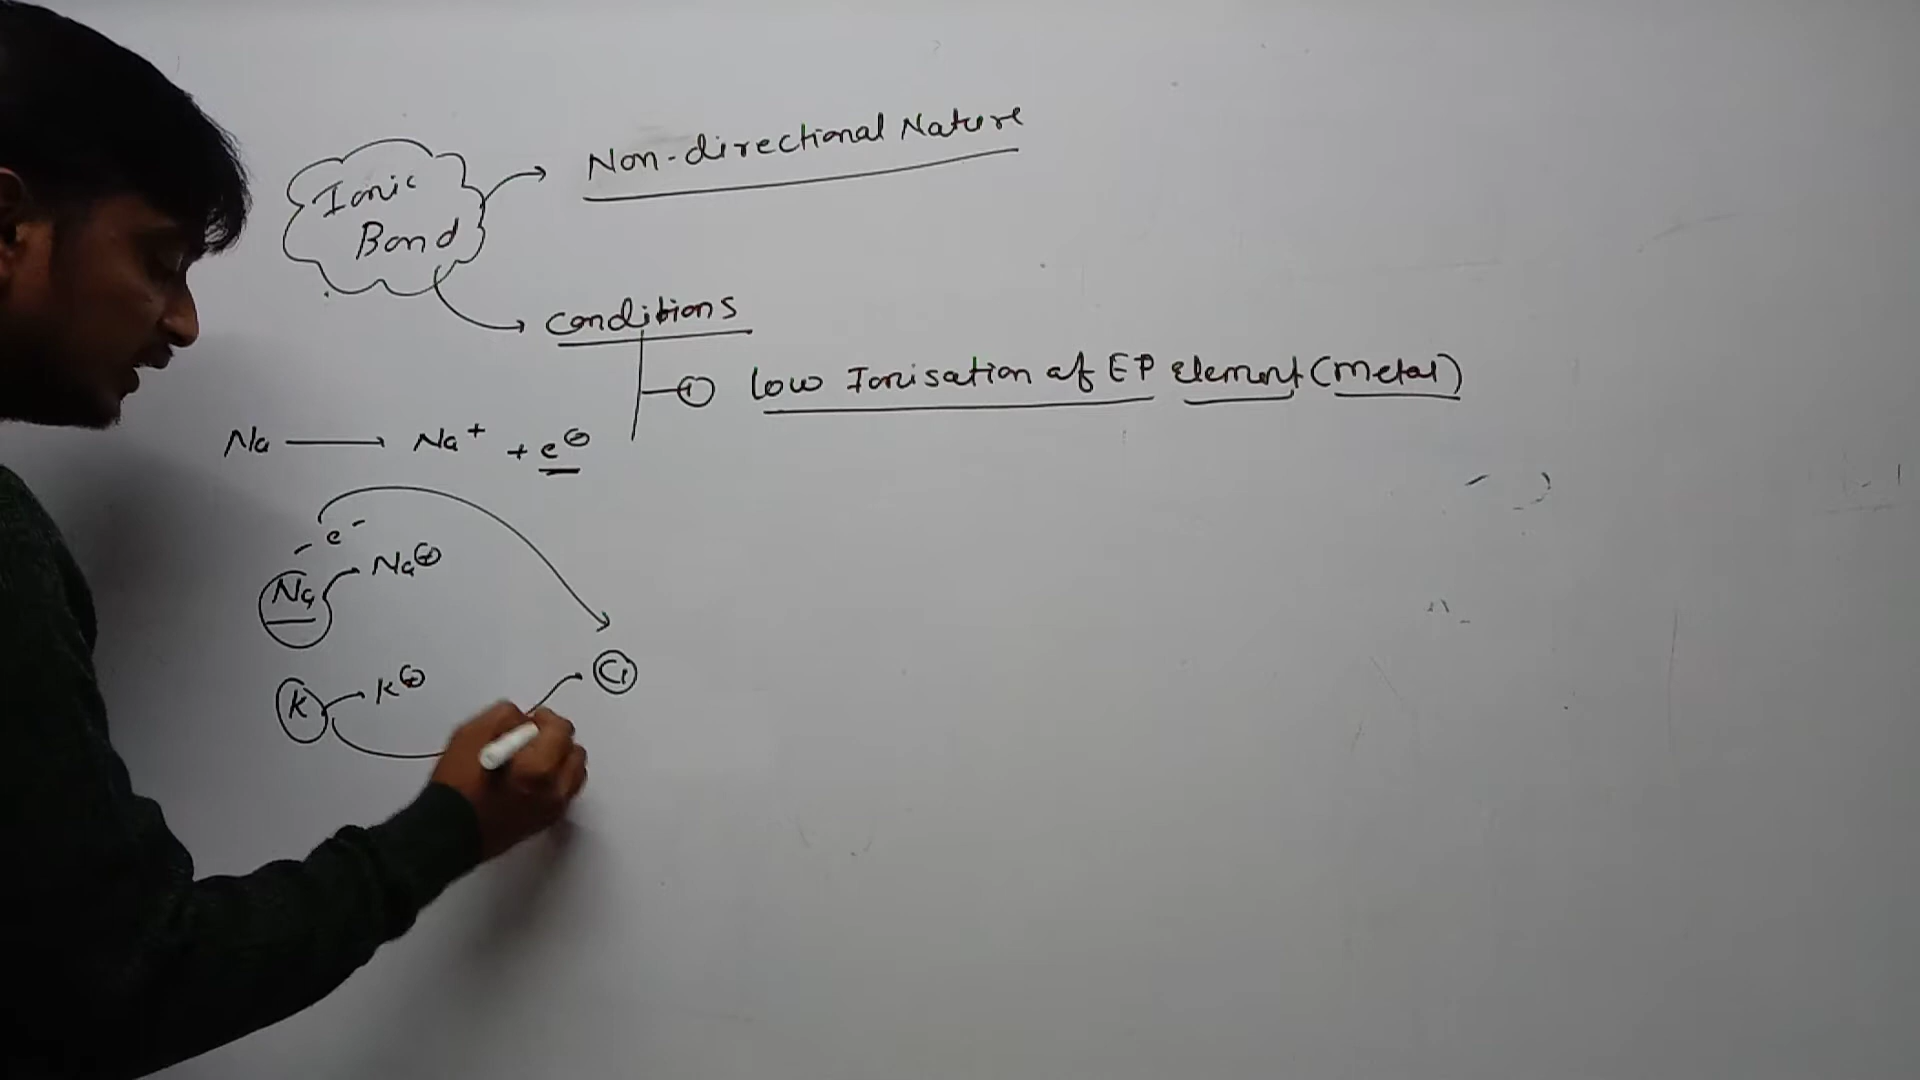 Ionic
Bond
Non-directional Nature
conditions
① low Ionisation of EP element (metal)
Na → Na⁺ + e⊖
e⁻
Na → Na⊕
K → K⊕
Cl